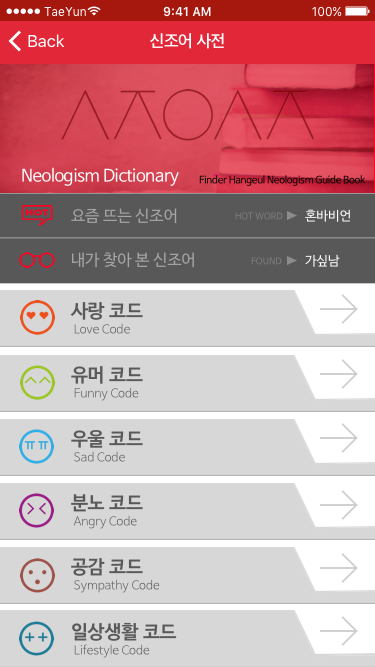 TaeYun 9:41 AM 100%
Back 신조어 사전
ㅅㅈㅇㅅㅈ
Neologism Dictionary Finder Hangeul Neologism Guide Book
HOT 요즘 뜨는 신조어 HOT WORD 혼바비언
내가 찾아 본 신조어 FOUND 가싶남
사랑 코드
Love Code
유머 코드
Funny Code
ㅠㅠ 우울 코드
Sad Code
분노 코드
Angry Code
공감 코드
Sympathy Code
일상생활 코드
Lifestyle Code